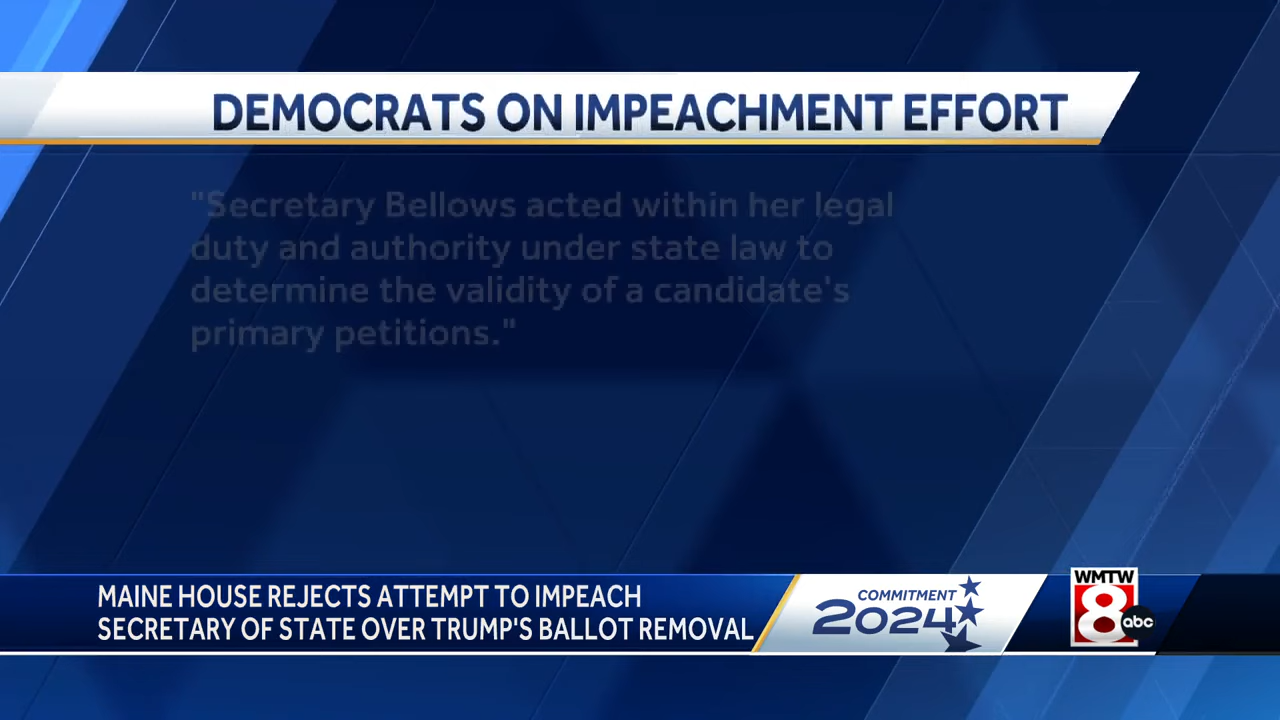 DEMOCRATS ON IMPEACHMENT EFFORT
"Secretary Bellows acted within her legal
duty and authority under state law to
determine the validity of a candidate's
primary petitions."
MAINE HOUSE REJECTS ATTEMPT TO IMPEACH
SECRETARY OF STATE OVER TRUMP'S BALLOT REMOVAL
COMMITMENT
2024
WMTW
8
abc